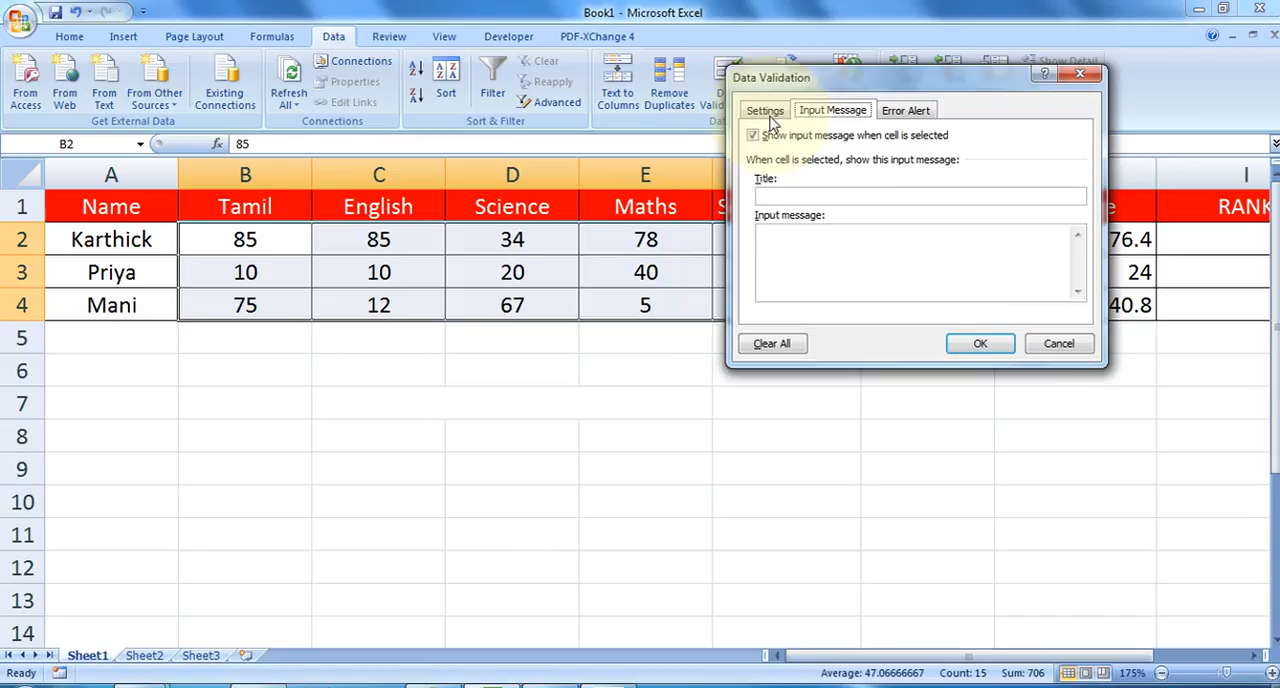 Book1 - Microsoft Excel
Home Insert Page Layout Formulas Data Review View Developer PDF-XChange 4
From Access
From Web
From Text
From Other Sources
Existing Connections
Get External Data
Refresh All
Connections
Properties
Edit Links
Connections
Sort
Filter
Clear
Reapply
Advanced
Sort & Filter
Text to Columns
Remove Duplicates
Show Detail
B2 fx 85
A B C D E I
1 Name Tamil English Science Maths RANK
2 Karthick 85 85 34 78 76.4
3 Priya 10 10 20 40 24
4 Mani 75 12 67 5 40.8
5
6
7
8
9
10
11
12
13
14
Data Validation
Settings Input Message Error Alert
Show input message when cell is selected
When cell is selected, show this input message:
Title:
Input message:
Clear All OK Cancel
Sheet1 Sheet2 Sheet3
Ready Average: 47.06666667 Count: 15 Sum: 706 175%